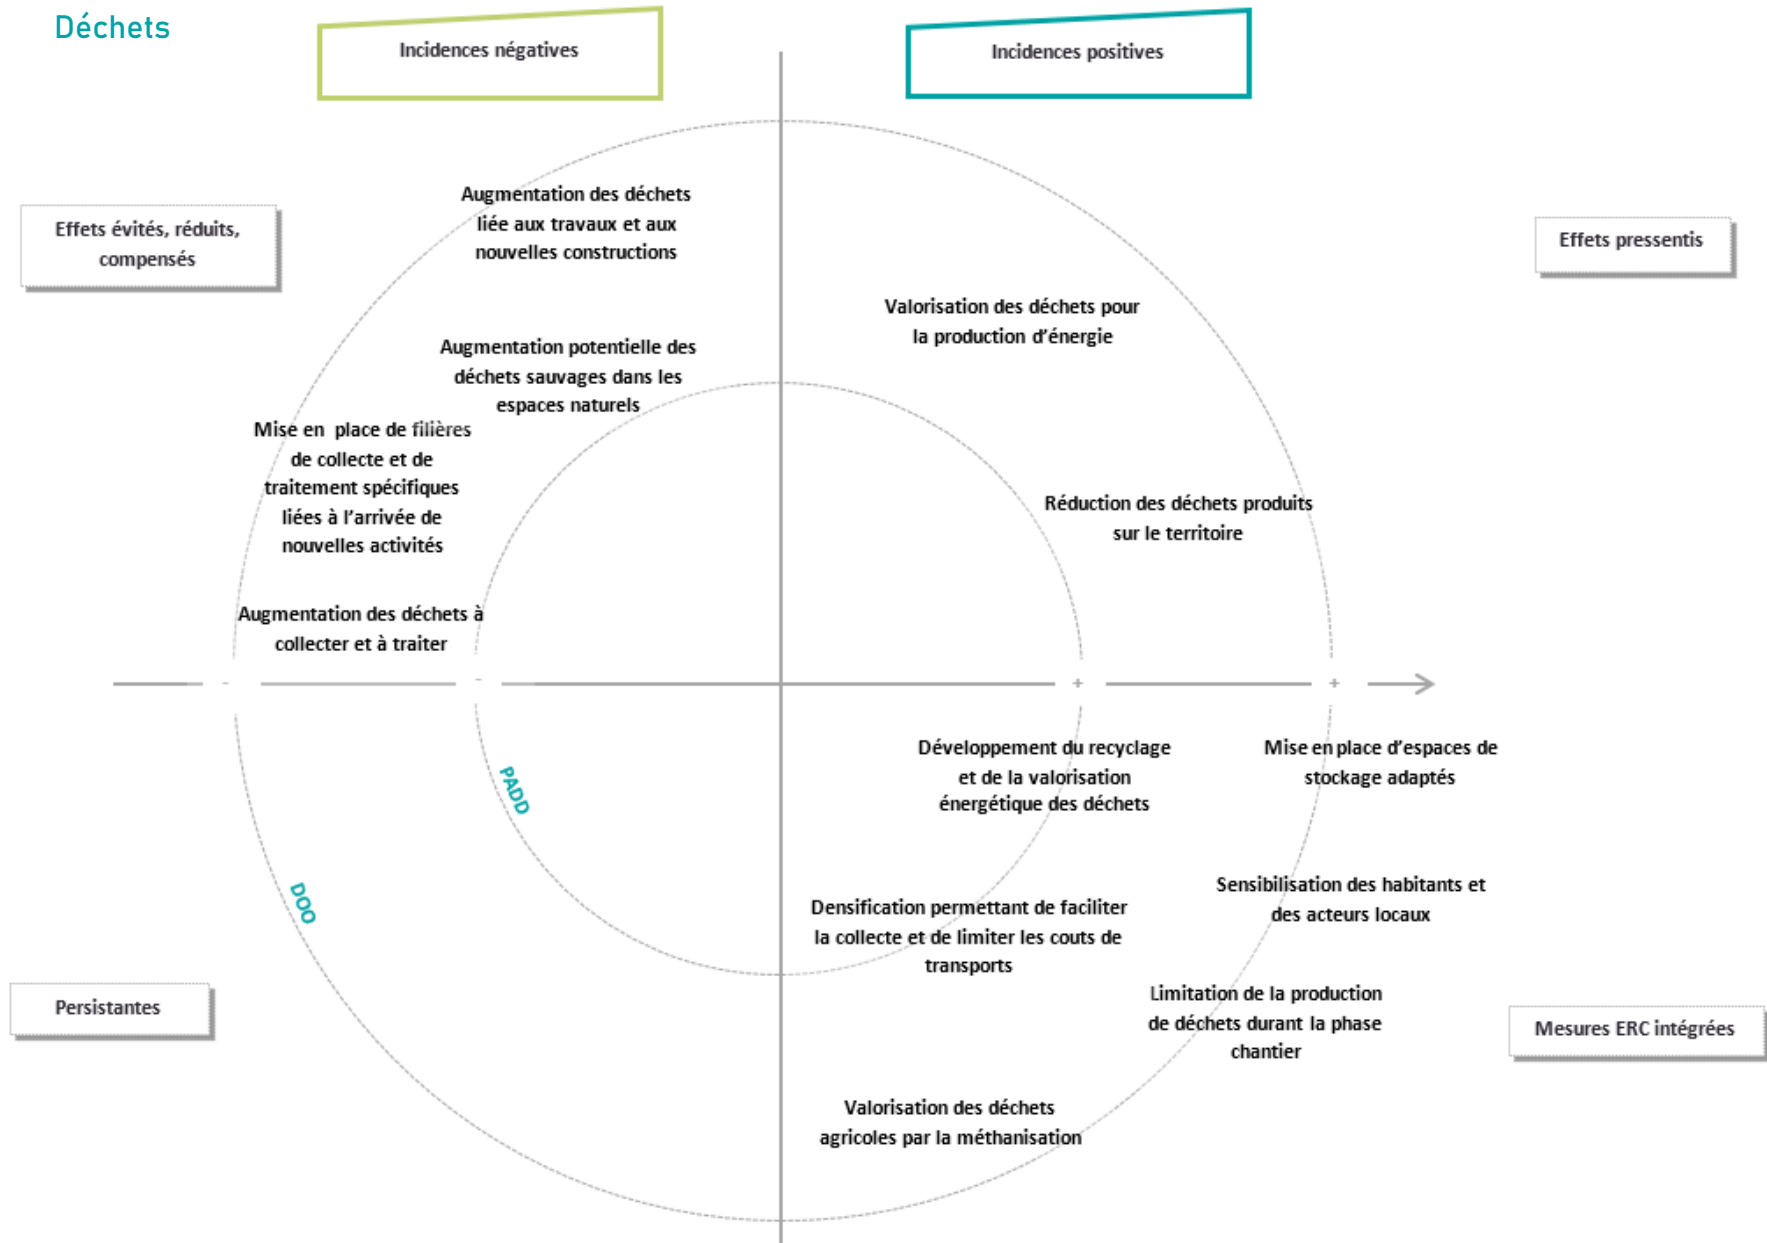 Déchets
Incidences négatives
Incidences positives
Augmentation des déchets
liée aux travaux et aux
nouvelles constructions
Effets évités, réduits,
compensés
Effets pressentis
Valorisation des déchets pour
la production d’énergie
Augmentation potentielle des
déchets sauvages dans les
espaces naturels
Mise en place de filières
de collecte et de
traitement spécifiques
liées à l’arrivée de
nouvelles activités
Réduction des déchets produits
sur le territoire
Augmentation des déchets à
collecter et à traiter
- - + +
Développement du recyclage
et de la valorisation
énergétique des déchets
Mise en place d’espaces de
stockage adaptés
PADD
DOO
Densification permettant de faciliter
la collecte et de limiter les couts de
transports
Sensibilisation des habitants et
des acteurs locaux
Persistantes
Limitation de la production
de déchets durant la phase
chantier
Mesures ERC intégrées
Valorisation des déchets
agricoles par la méthanisation